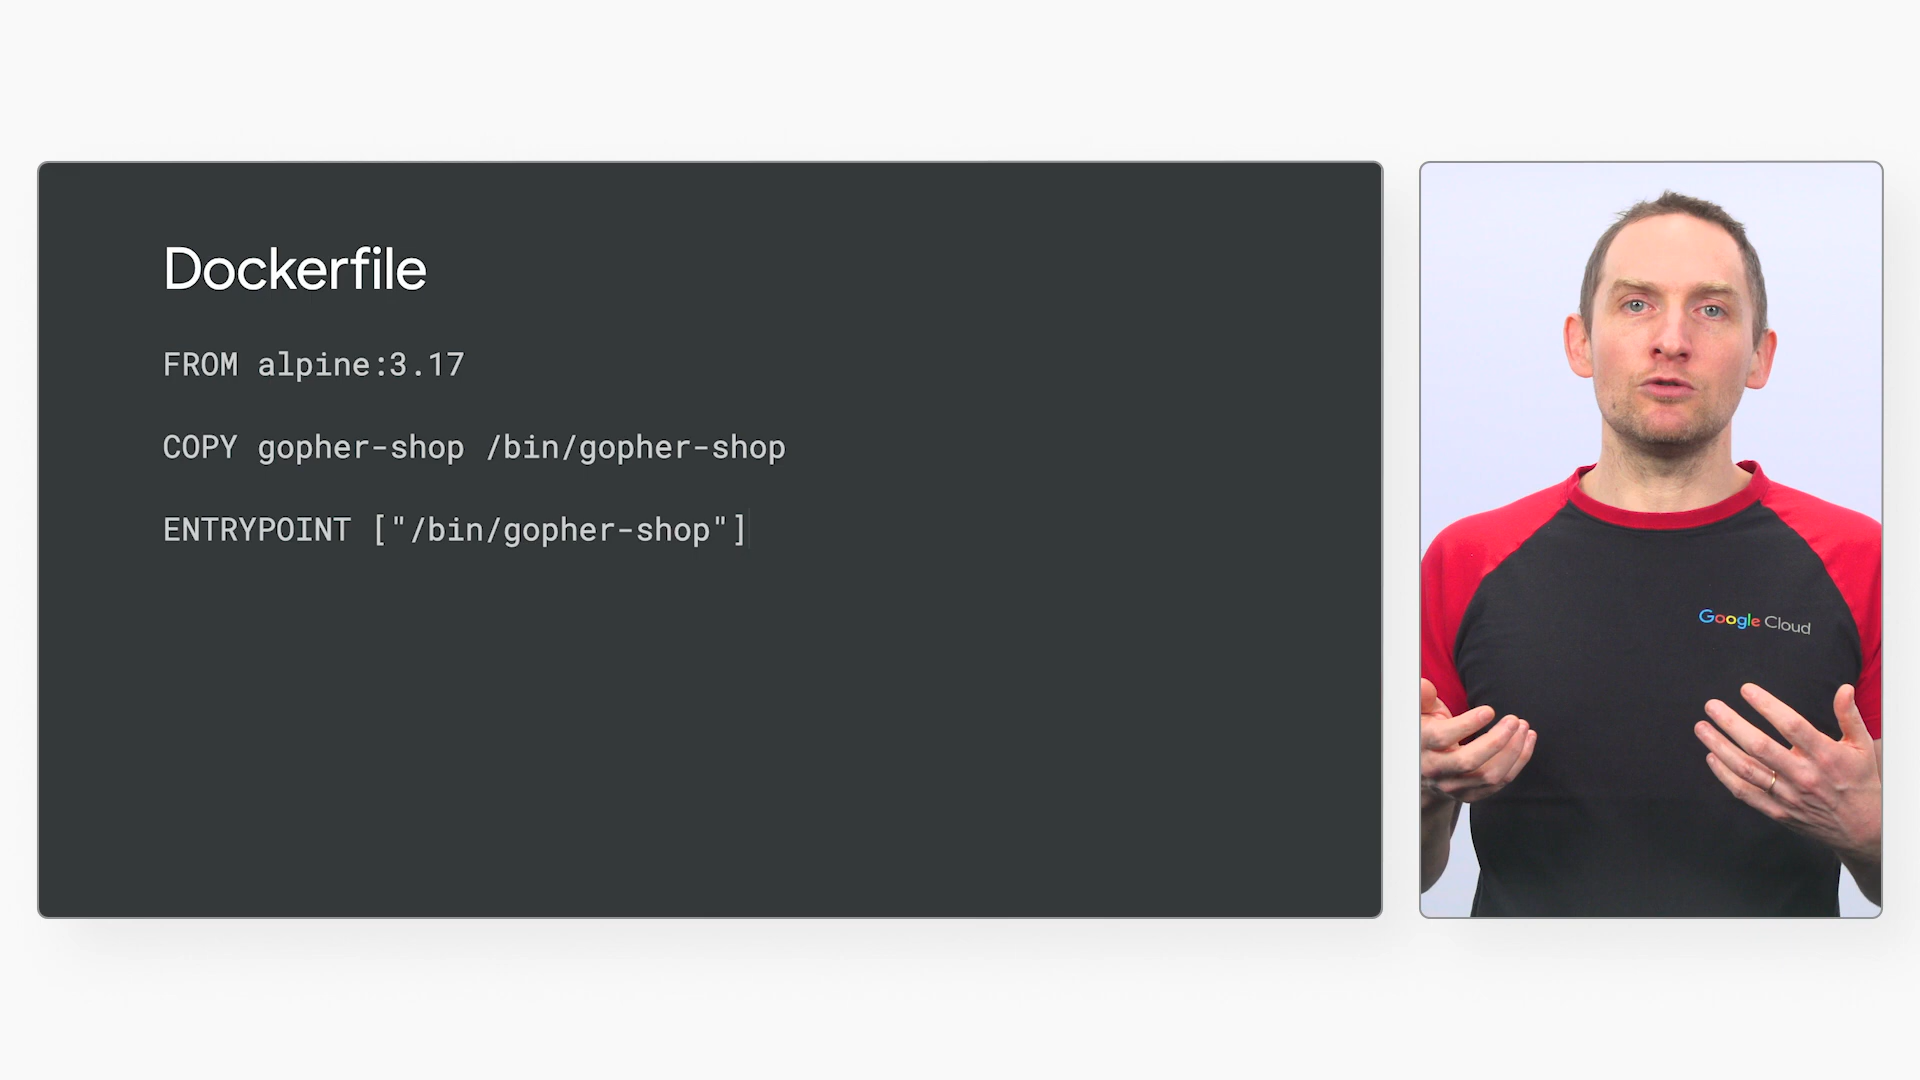 Dockerfile
FROM alpine:3.17
COPY gopher-shop /bin/gopher-shop
ENTRYPOINT ["/bin/gopher-shop"]
Google Cloud